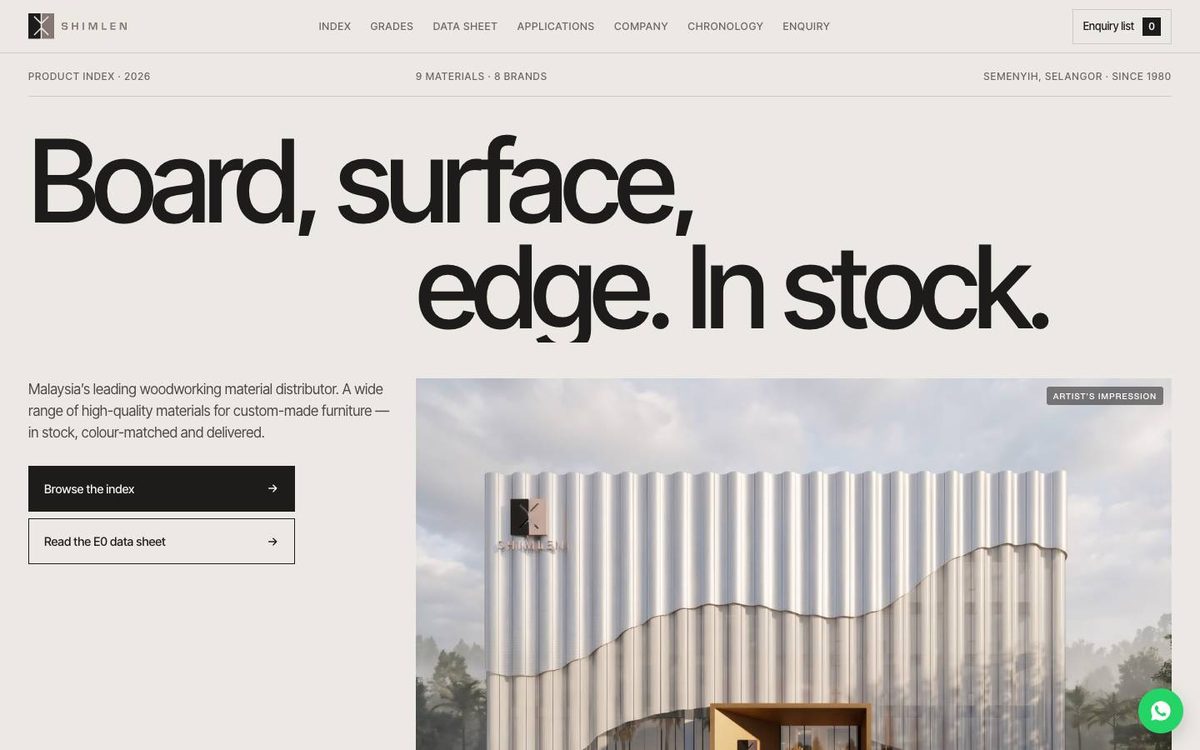 SHIMLEN
INDEX GRADES DATA SHEET APPLICATIONS COMPANY CHRONOLOGY ENQUIRY
Enquiry list 0
PRODUCT INDEX · 2026
9 MATERIALS · 8 BRANDS
SEMENYIH, SELANGOR · SINCE 1980
Board, surface,
edge. In stock.
Malaysia's leading woodworking material distributor. A wide
range of high-quality materials for custom-made furniture —
in stock, colour-matched and delivered.
Browse the index →
Read the E0 data sheet →
ARTIST'S IMPRESSION
SHIMLEN